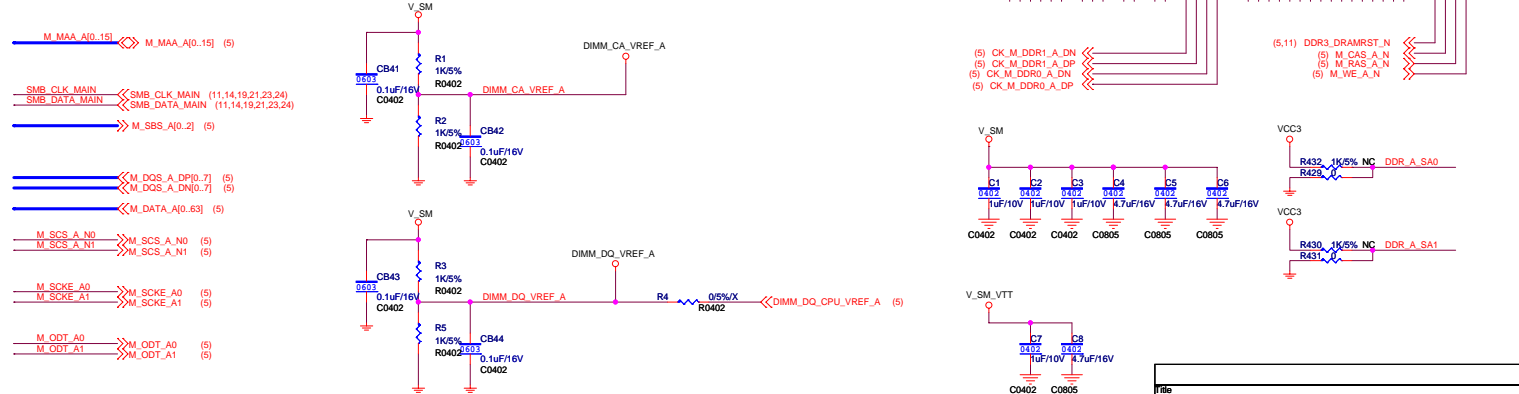 M_MAA_A[0..15]
M_MAA_A[0..15] (5)
SMB_CLK_MAIN
SMB_CLK_MAIN (11,14,19,21,23,24)
SMB_DATA_MAIN
SMB_DATA_MAIN (11,14,19,21,23,24)
M_SBS_A[0..2] (5)
M_DQS_A_DP[0..7] (5)
M_DQS_A_DN[0..7] (5)
M_DATA_A[0..63] (5)
M_SCS_A_N0
M_SCS_A_N0 (5)
M_SCS_A_N1
M_SCS_A_N1 (5)
M_SCKE_A0
M_SCKE_A0 (5)
M_SCKE_A1
M_SCKE_A1 (5)
M_ODT_A0
M_ODT_A0 (5)
M_ODT_A1
M_ODT_A1 (5)
V_SM
CB41
0603
0.1uF/16V
C0402
R1
1K/5%
R0402
DIMM_CA_VREF_A
DIMM_CA_VREF_A
R2
1K/5%
R0402
CB42
0603
0.1uF/16V
C0402
V_SM
CB43
0603
0.1uF/16V
C0402
R3
1K/5%
R0402
DIMM_DQ_VREF_A
DIMM_DQ_VREF_A
R4 0/5%/X
R0402
DIMM_DQ_CPU_VREF_A (5)
R5
1K/5%
R0402
CB44
0603
0.1uF/16V
C0402
(5) CK_M_DDR1_A_DN
(5) CK_M_DDR1_A_DP
(5) CK_M_DDR0_A_DN
(5) CK_M_DDR0_A_DP
(5,11) DDR3_DRAMRST_N
(5) M_CAS_A_N
(5) M_RAS_A_N
(5) M_WE_A_N
V_SM
C1 C2 C3 C4 C5 C6
0402 0402 0402 0402 0402 0402
1uF/10V 1uF/10V 1uF/10V 4.7uF/16V 4.7uF/16V 4.7uF/16V
C0402 C0402 C0402 C0805 C0805 C0805
VCC3
R432 1K/5% NC DDR_A_SA0
R429 0
VCC3
R430 1K/5% NC DDR_A_SA1
R431 0
V_SM_VTT
C7 C8
0402 0402
1uF/10V 4.7uF/16V
C0402 C0805
Title